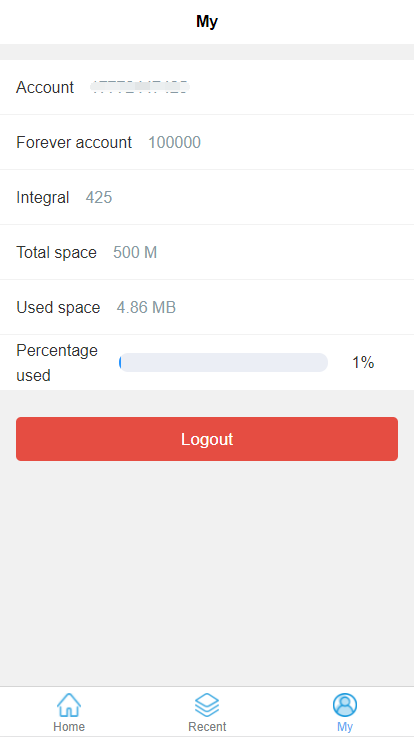 My
Account
Forever account 100000
Integral 425
Total space 500 M
Used space 4.86 MB
Percentage
used
1%
Logout
Home Recent My